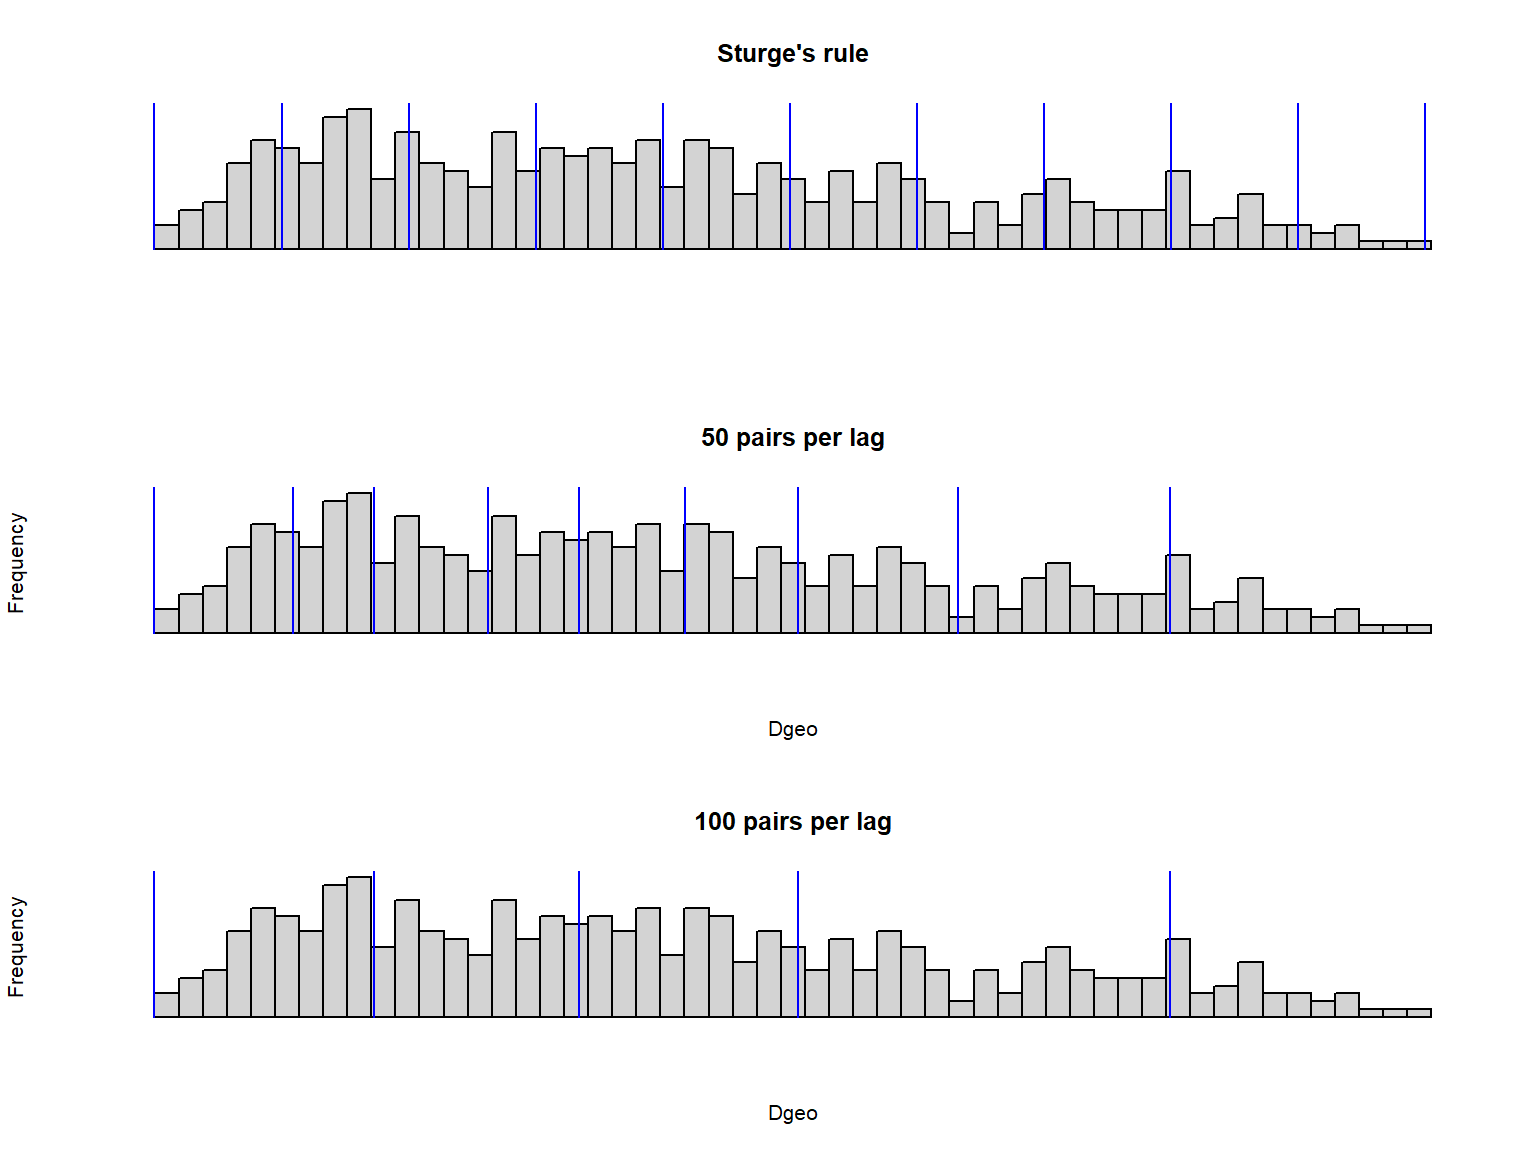 Sturge's rule
50 pairs per lag
Frequency
Dgeo
100 pairs per lag
Frequency
Dgeo